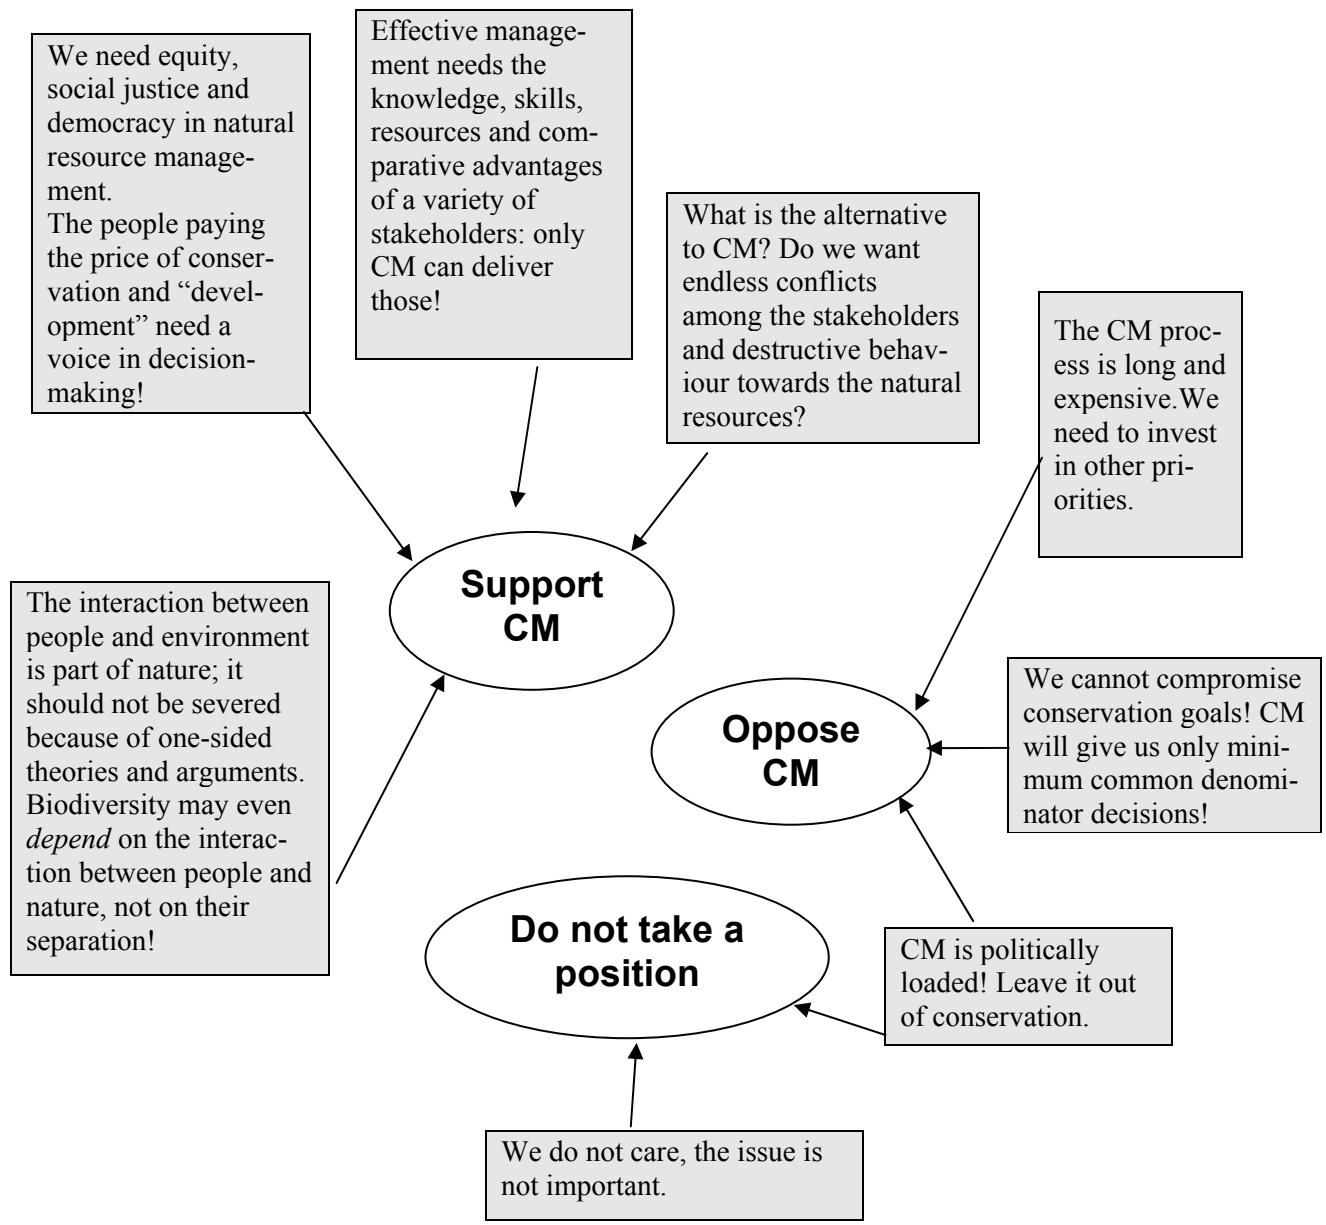 We need equity,
social justice and
democracy in natural
resource manage-
ment.
The people paying
the price of conser-
vation and “devel-
opment” need a
voice in decision-
making!
Effective manage-
ment needs the
knowledge, skills,
resources and com-
parative advantages
of a variety of
stakeholders: only
CM can deliver
those!
What is the alternative
to CM? Do we want
endless conflicts
among the stakeholders
and destructive behav-
iour towards the natural
resources?
The CM proc-
ess is long and
expensive.We
need to invest
in other pri-
orities.
Support
CM
The interaction between
people and environment
is part of nature; it
should not be severed
because of one-sided
theories and arguments.
Biodiversity may even
depend on the interac-
tion between people and
nature, not on their
separation!
Oppose
CM
We cannot compromise
conservation goals! CM
will give us only mini-
mum common denomi-
nator decisions!
Do not take a
position
CM is politically
loaded! Leave it out
of conservation.
We do not care, the issue is
not important.